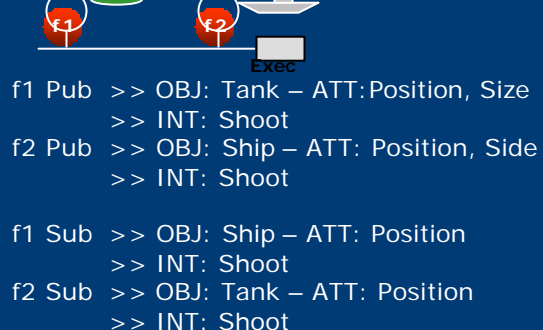 f1 f2
Exec
f1 Pub >> OBJ: Tank – ATT:Position, Size
>> INT: Shoot
f2 Pub >> OBJ: Ship – ATT: Position, Side
>> INT: Shoot
f1 Sub >> OBJ: Ship – ATT: Position
>> INT: Shoot
f2 Sub >> OBJ: Tank – ATT: Position
>> INT: Shoot